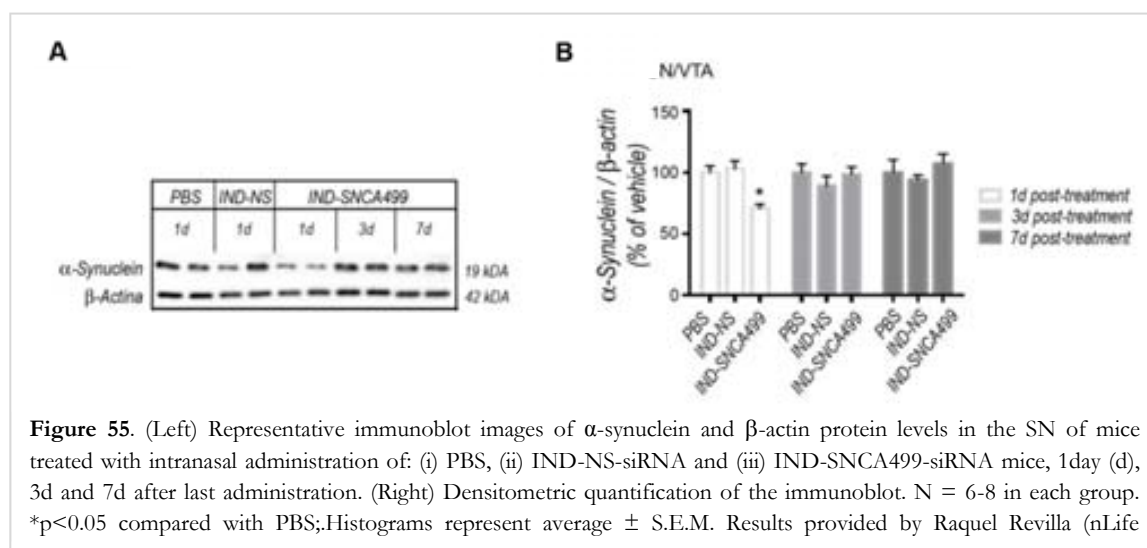 A
B
_N/VTA
PBS IND-NS IND-SNCA499
1d 1d 1d 3d 7d
α-Synuclein 19 kDA
β-Actina 42 kDA
α-Synuclein / β-actin
(% of vehicle)
150
100
50
0
PBS
IND-NS
IND-SNCA499
PBS
IND-NS
IND-SNCA499
PBS
IND-NS
IND-SNCA499
*
1d post-treatment
3d post-treatment
7d post-treatment
Figure 55. (Left) Representative immunoblot images of α-synuclein and β-actin protein levels in the SN of mice
treated with intranasal administration of: (i) PBS, (ii) IND-NS-siRNA and (iii) IND-SNCA499-siRNA mice, 1day (d),
3d and 7d after last administration. (Right) Densitometric quantification of the immunoblot. N = 6-8 in each group.
*p<0.05 compared with PBS;.Histograms represent average ± S.E.M. Results provided by Raquel Revilla (nLife